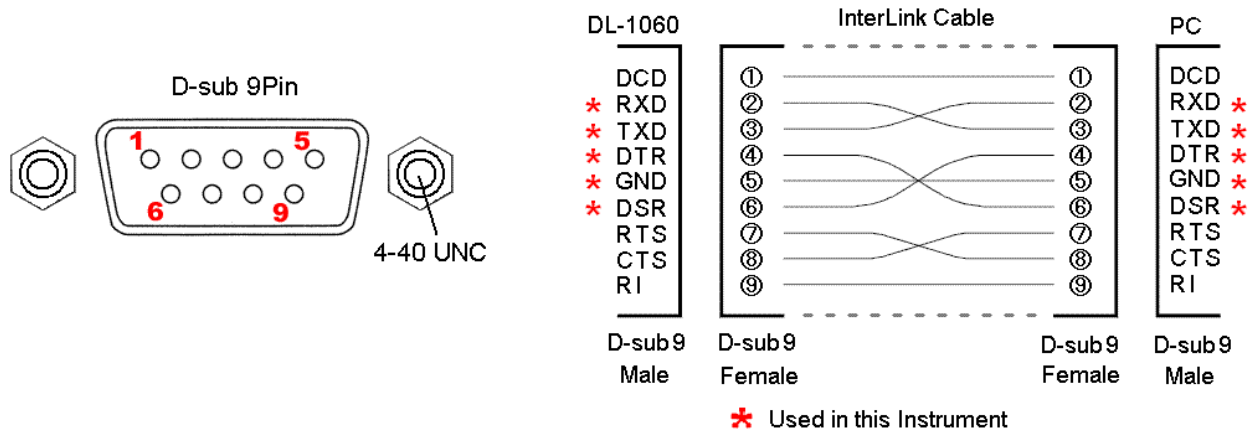 D-sub 9Pin
1 5
6 9
4-40 UNC
DL-1060 InterLink Cable PC
DCD ① ① DCD
* RXD ② ② RXD *
* TXD ③ ③ TXD *
* DTR ④ ④ DTR *
* GND ⑤ ⑤ GND *
* DSR ⑥ ⑥ DSR *
RTS ⑦ ⑦ RTS
CTS ⑧ ⑧ CTS
RI ⑨ ⑨ RI
D-sub 9 D-sub 9 D-sub 9 D-sub 9
Male Female Female Male
* Used in this Instrument